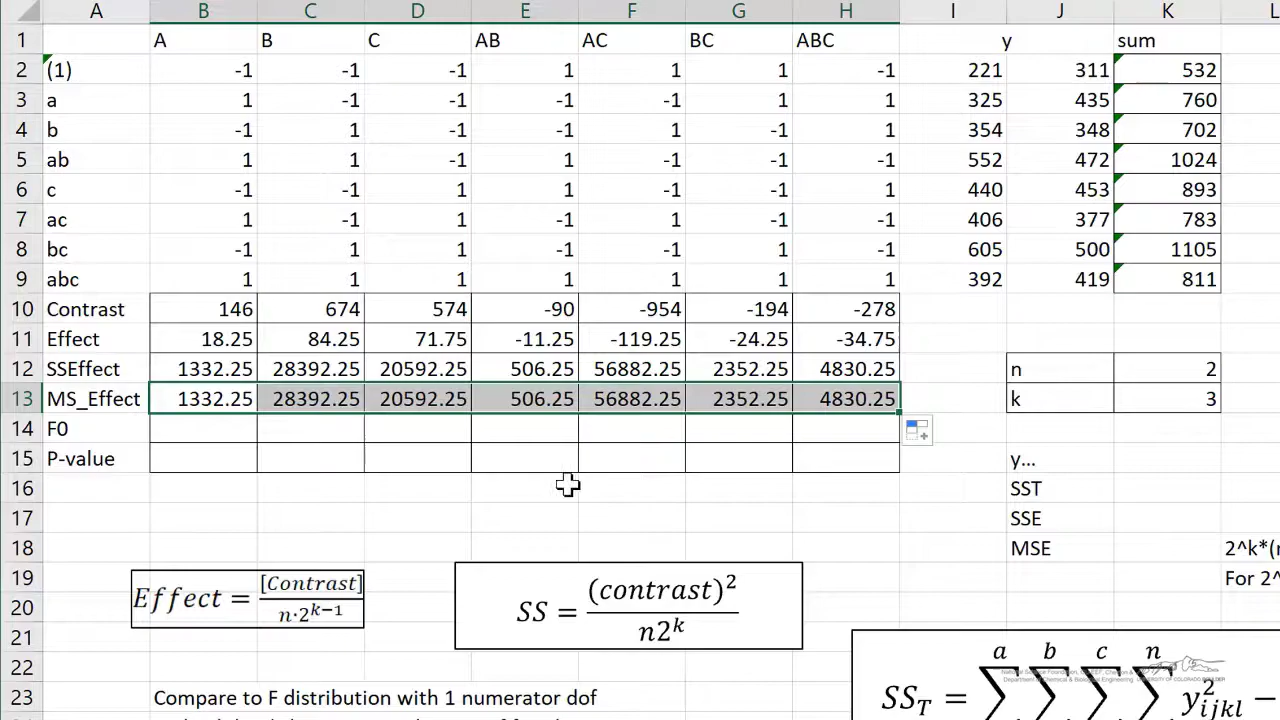 A B C D E F G H I J K L
1 A B C AB AC BC ABC y sum
2 (1) -1 -1 -1 1 1 1 -1 221 311 532
3 a 1 -1 -1 -1 -1 1 1 325 435 760
4 b -1 1 -1 -1 1 -1 1 354 348 702
5 ab 1 1 -1 1 -1 -1 -1 552 472 1024
6 c -1 -1 1 1 -1 -1 1 440 453 893
7 ac 1 -1 1 -1 1 -1 -1 406 377 783
8 bc -1 1 1 -1 -1 1 -1 605 500 1105
9 abc 1 1 1 1 1 1 1 392 419 811
10 Contrast 146 674 574 -90 -954 -194 -278
11 Effect 18.25 84.25 71.75 -11.25 -119.25 -24.25 -34.75
12 SSEffect 1332.25 28392.25 20592.25 506.25 56882.25 2352.25 4830.25 n 2
13 MS_Effect 1332.25 28392.25 20592.25 506.25 56882.25 2352.25 4830.25 k 3
14 F0
15 P-value y...
16 SST
17 SSE
18 MSE 2^k*(
19 For 2^
20
21
22
23 Compare to F distribution with 1 numerator dof
Effect = [Contrast] / n·2^k−1
SS = (contrast)² / n2^k
SS_T = ∑^a ∑^b ∑^c ∑^n y²_ijkl −